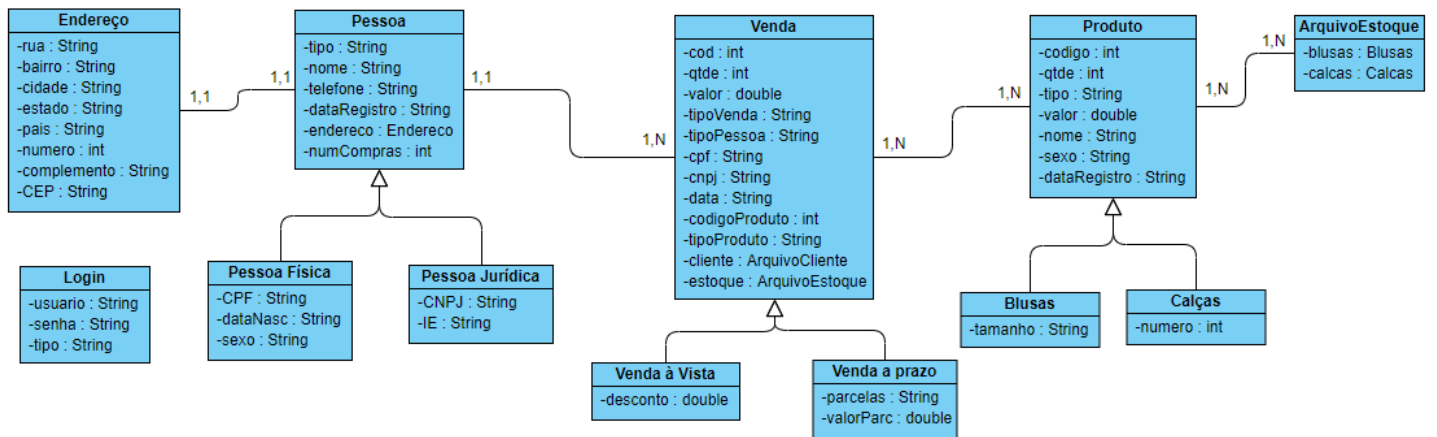 Endereço
-rua : String
-bairro : String
-cidade : String
-estado : String
-pais : String
-numero : int
-complemento : String
-CEP : String
1,1
1,1
Pessoa
-tipo : String
-nome : String
-telefone : String
-dataRegistro : String
-endereco : Endereco
-numCompras : int
1,1
1,N
Venda
-cod : int
-qtde : int
-valor : double
-tipoVenda : String
-tipoPessoa : String
-cpf : String
-cnpj : String
-data : String
-codigoProduto : int
-tipoProduto : String
-cliente : ArquivoCliente
-estoque : ArquivoEstoque
1,N
1,N
Produto
-codigo : int
-qtde : int
-tipo : String
-valor : double
-nome : String
-sexo : String
-dataRegistro : String
1,N
1,N
ArquivoEstoque
-blusas : Blusas
-calcas : Calcas
Login
-usuario : String
-senha : String
-tipo : String
Pessoa Física
-CPF : String
-dataNasc : String
-sexo : String
Pessoa Jurídica
-CNPJ : String
-IE : String
Venda à Vista
-desconto : double
Venda a prazo
-parcelas : String
-valorParc : double
Blusas
-tamanho : String
Calças
-numero : int